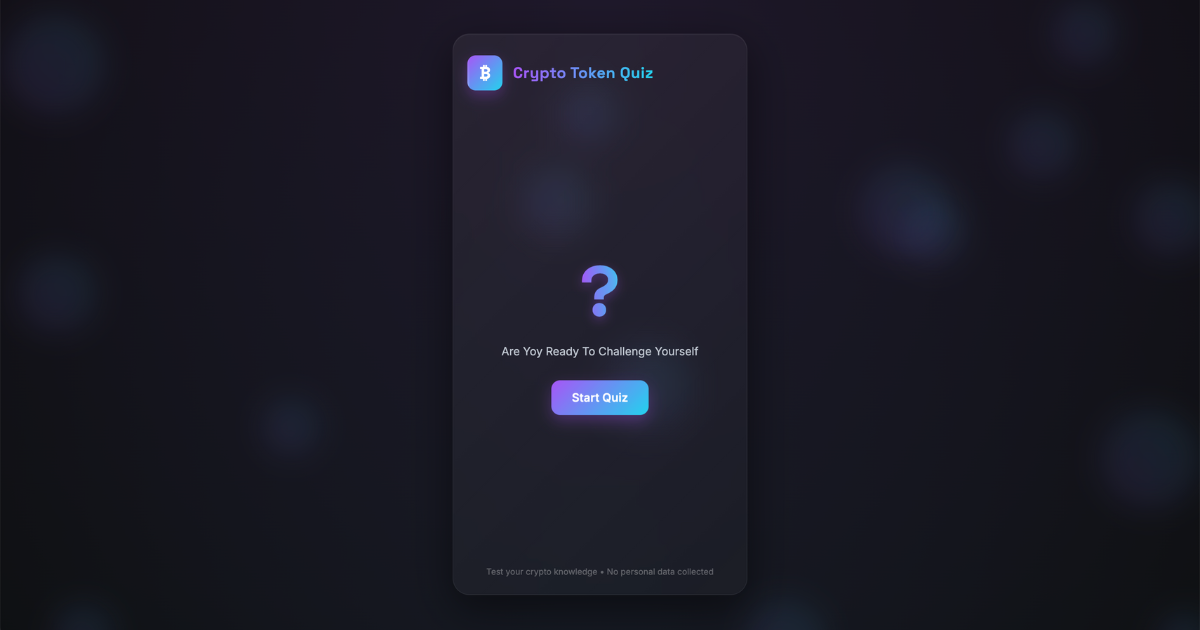 Crypto Token Quiz
?
Are Yoy Ready To Challenge Yourself
Start Quiz
Test your crypto knowledge • No personal data collected